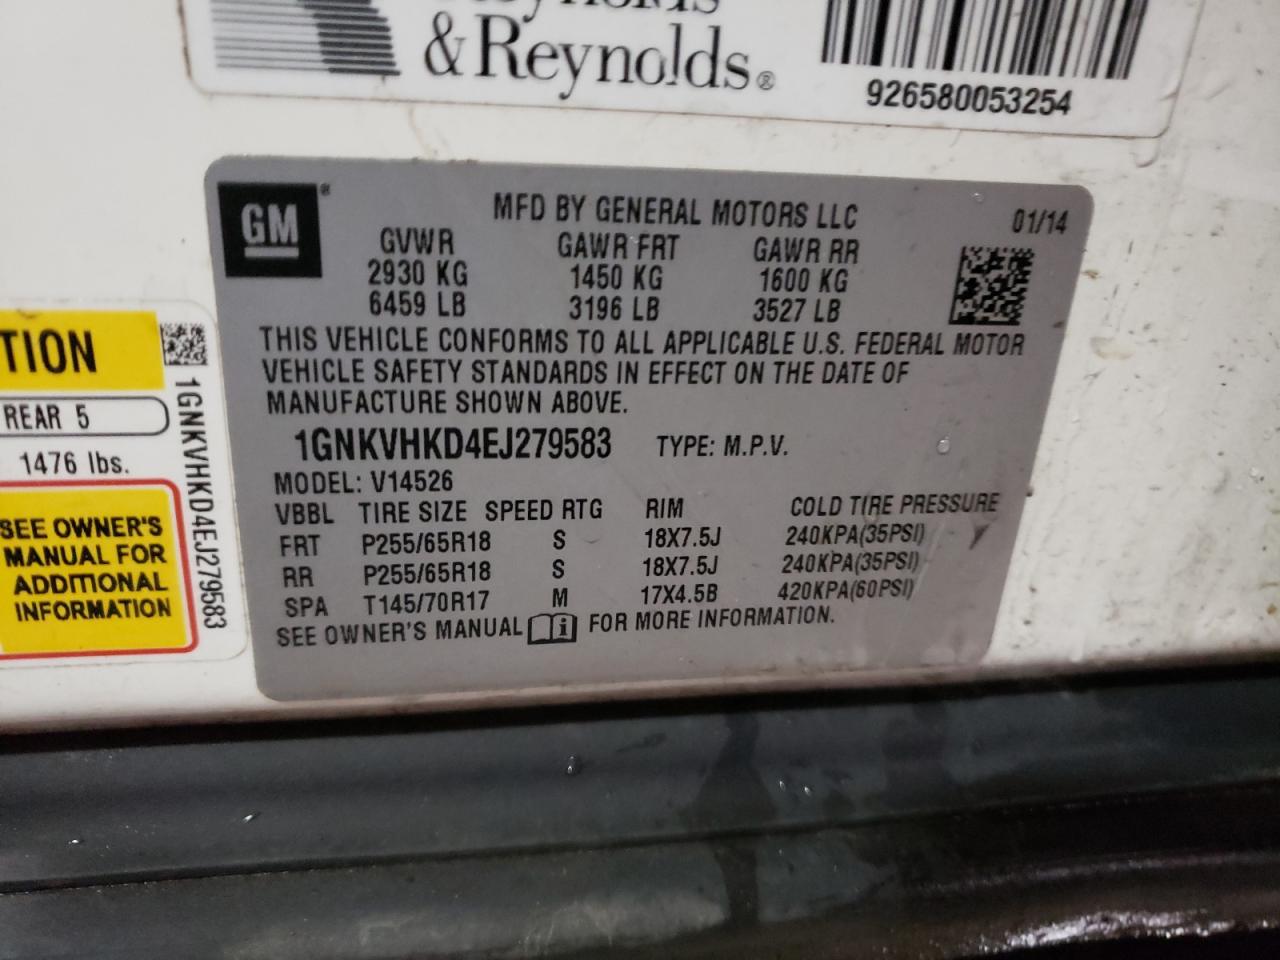 & Reynolds®
926580053254
GM®
MFD BY GENERAL MOTORS LLC 01/14
GVWR GAWR FRT GAWR RR
2930 KG 1450 KG 1600 KG
6459 LB 3196 LB 3527 LB
THIS VEHICLE CONFORMS TO ALL APPLICABLE U.S. FEDERAL MOTOR
VEHICLE SAFETY STANDARDS IN EFFECT ON THE DATE OF
MANUFACTURE SHOWN ABOVE.
1GNKVHKD4EJ279583 TYPE: M.P.V.
MODEL: V14526
VBBL TIRE SIZE SPEED RTG RIM COLD TIRE PRESSURE
FRT P255/65R18 S 18X7.5J 240KPA(35PSI)
RR P255/65R18 S 18X7.5J 240KPA(35PSI)
SPA T145/70R17 M 17X4.5B 420KPA(60PSI)
SEE OWNER'S MANUAL FOR MORE INFORMATION.
TION
REAR 5
1476 lbs.
SEE OWNER'S
MANUAL FOR
ADDITIONAL
INFORMATION
1GNKVHKD4EJ279583